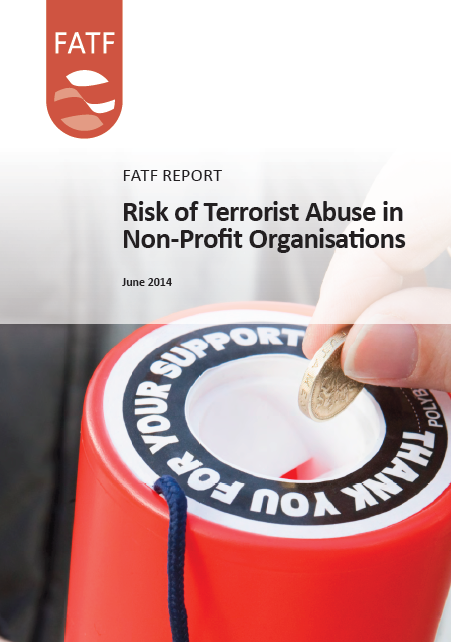 FATF
FATF REPORT
Risk of Terrorist Abuse in
Non-Profit Organisations
June 2014
THANK YOU FOR YOUR SUPPORT